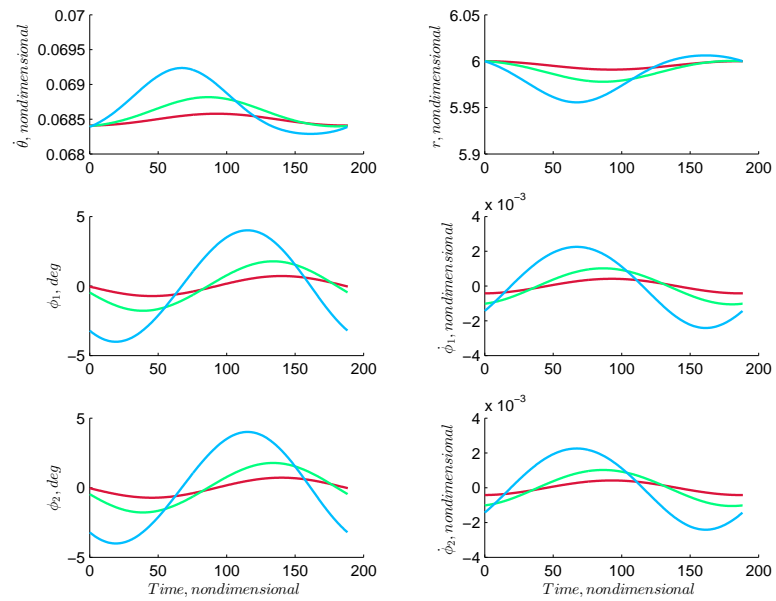 0.07
0.0695
0.069
0.0685
0.068
θ̇, nondimensional
0 50 100 150 200
6.05
6
5.95
5.9
r, nondimensional
0 50 100 150 200
5
0
−5
ϕ₁, deg
0 50 100 150 200
x 10⁻³
4
2
0
−2
−4
ϕ̇₁, nondimensional
0 50 100 150 200
5
0
−5
ϕ₂, deg
0 50 100 150 200
Time, nondimensional
x 10⁻³
4
2
0
−2
−4
ϕ̇₂, nondimensional
0 50 100 150 200
Time, nondimensional